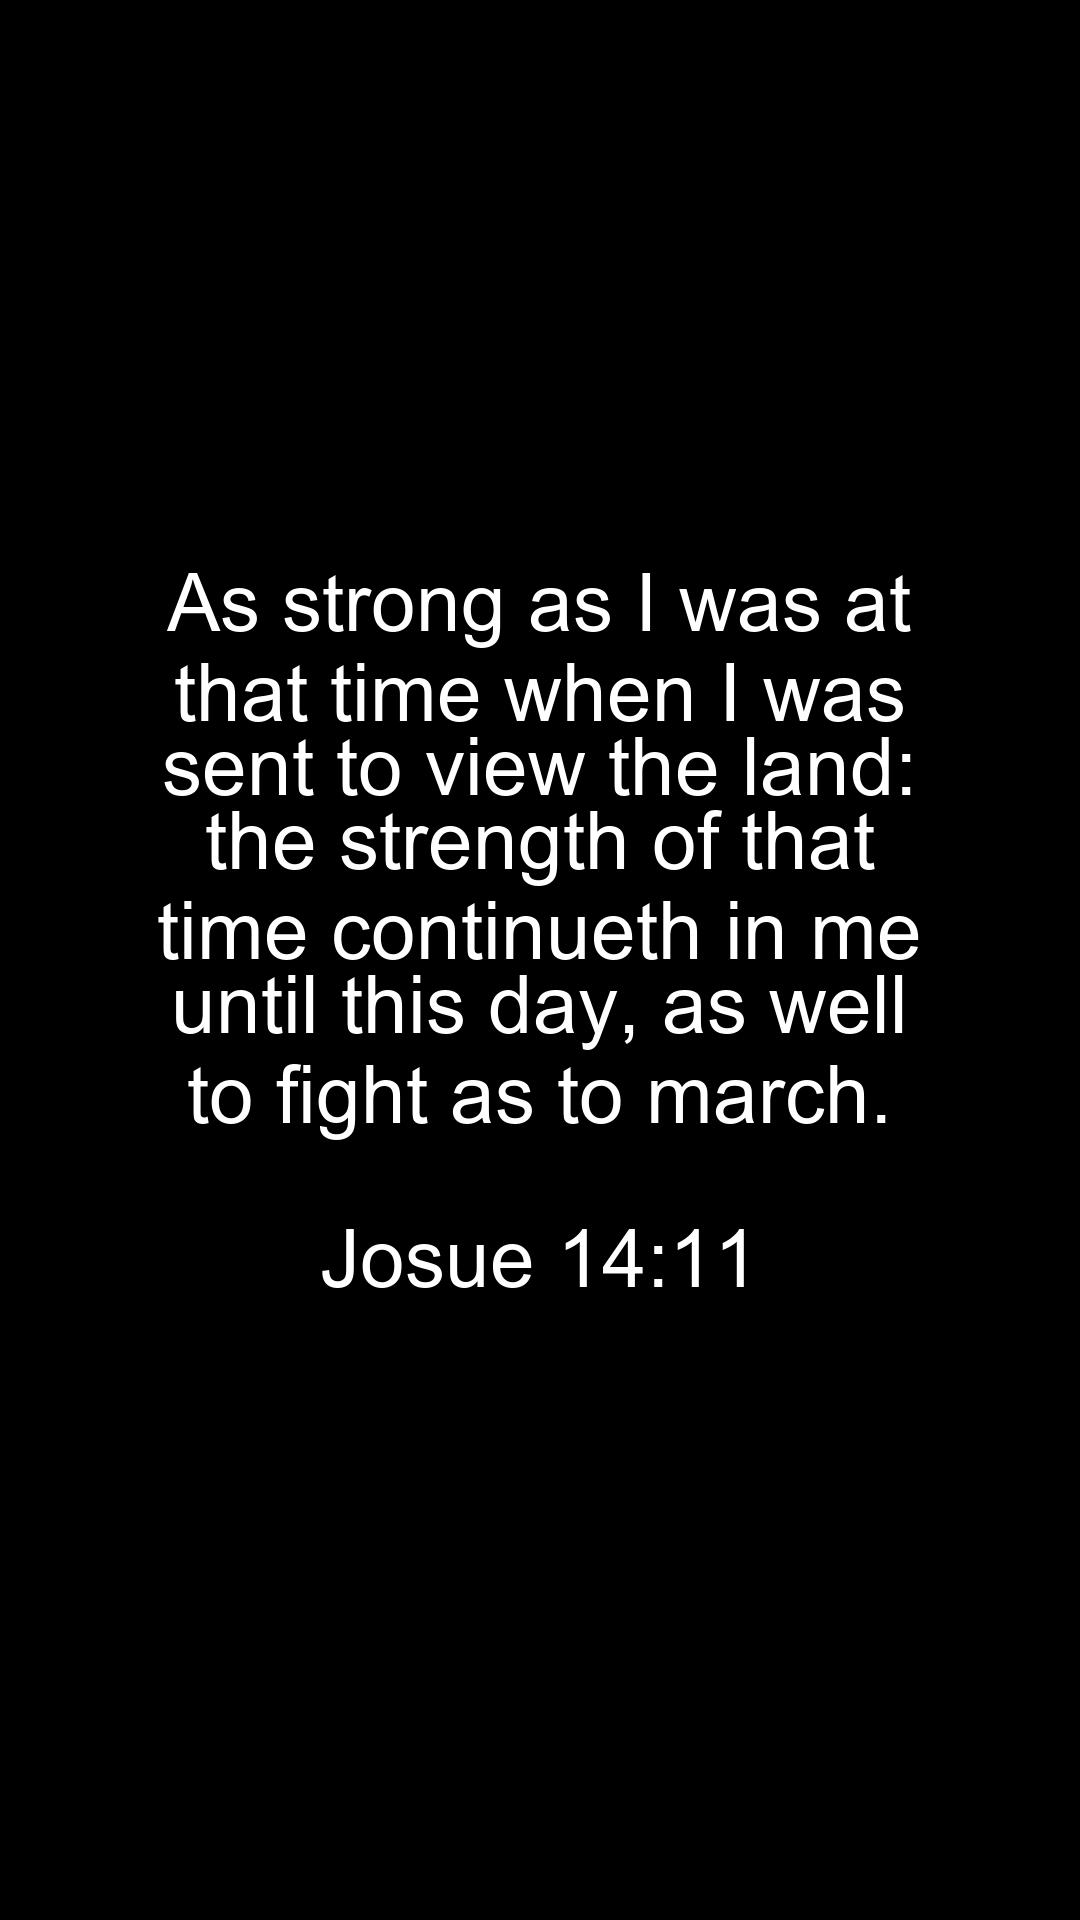 As strong as I was at
that time when I was
sent to view the land:
the strength of that
time continueth in me
until this day, as well
to fight as to march.
Josue 14:11